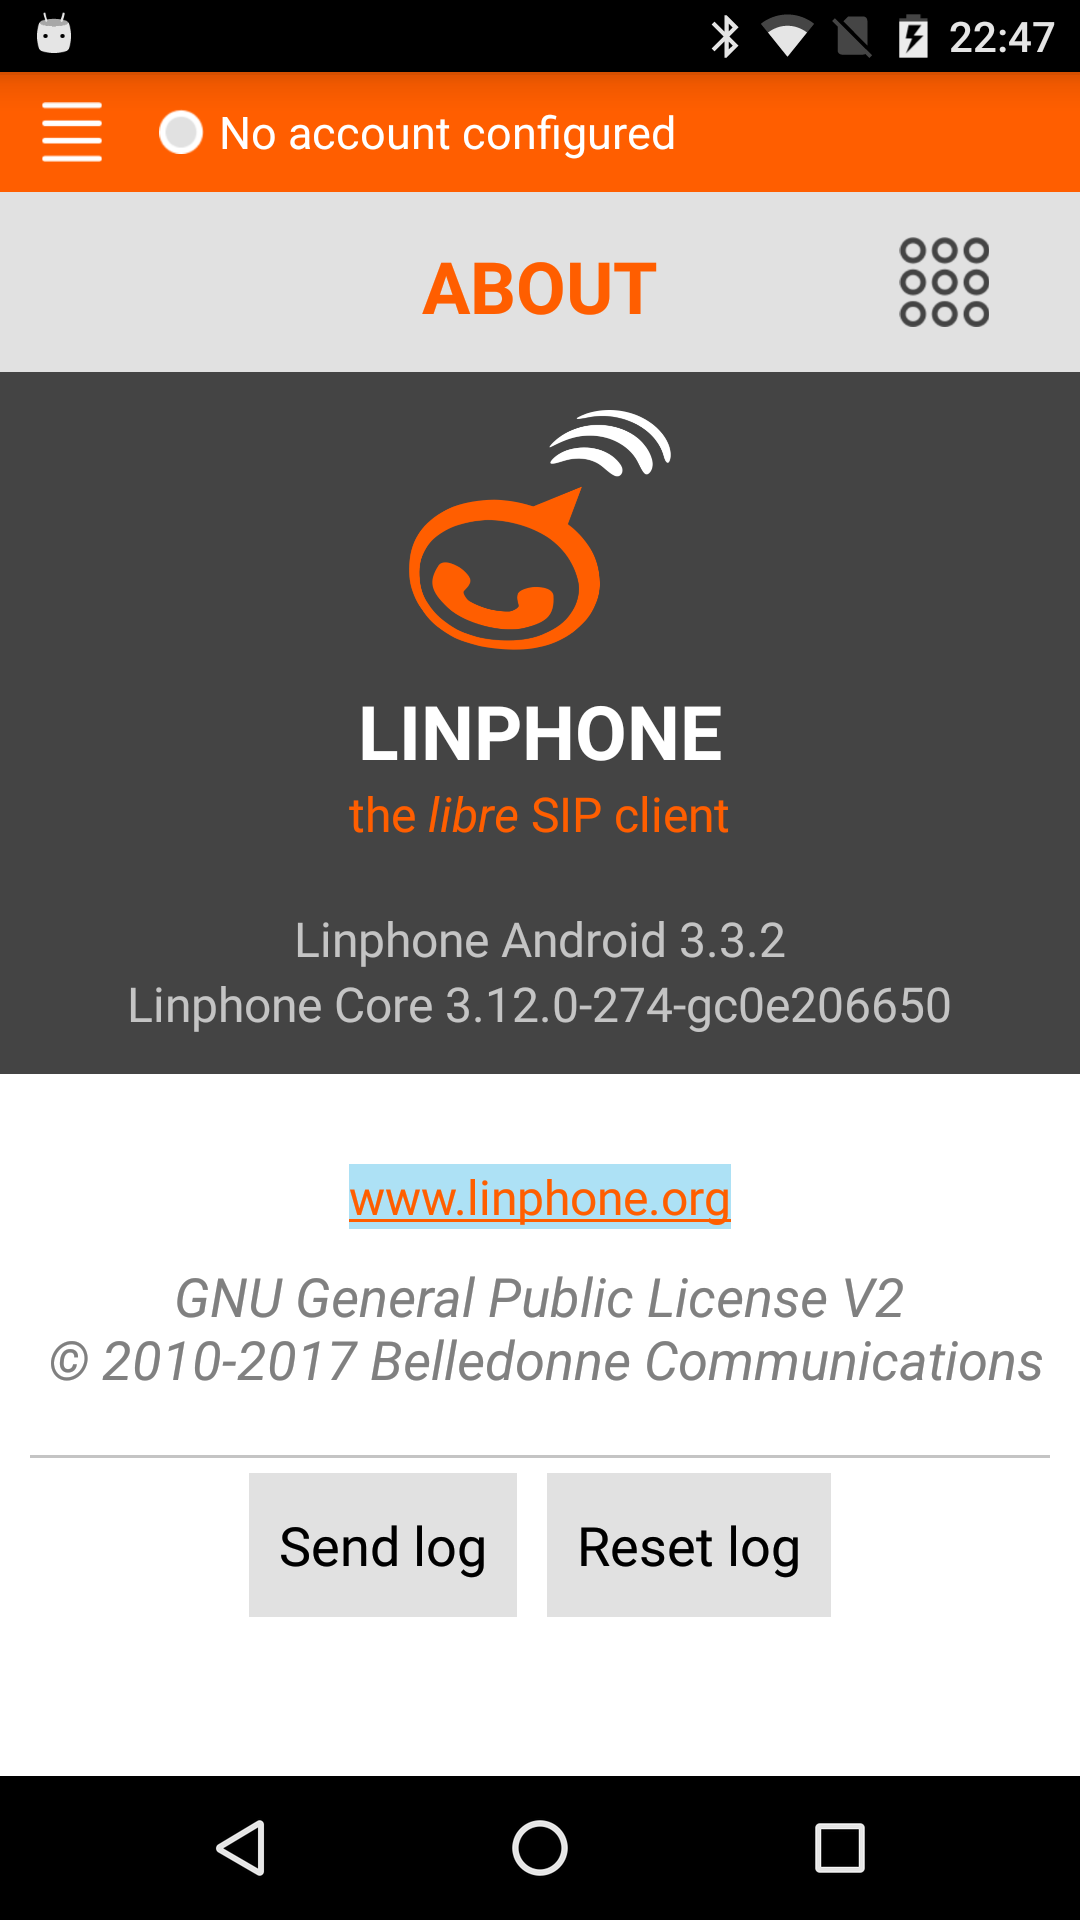 22:47
No account configured
ABOUT
LINPHONE
the libre SIP client
Linphone Android 3.3.2
Linphone Core 3.12.0-274-gc0e206650
www.linphone.org
GNU General Public License V2
© 2010-2017 Belledonne Communications
Send log
Reset log